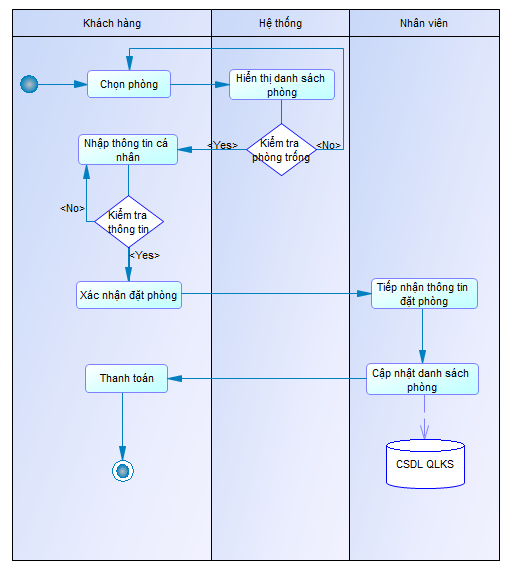 Khách hàng
Hệ thống
Nhân viên
Chọn phòng
Hiển thị danh sách
phòng
Nhập thông tin cá
nhân
<Yes>
Kiểm tra
phòng trống
<No>
<No>
Kiểm tra
thông tin
<Yes>
Xác nhận đặt phòng
Tiếp nhận thông tin
đặt phòng
Thanh toán
Cập nhật danh sách
phòng
CSDL QLKS